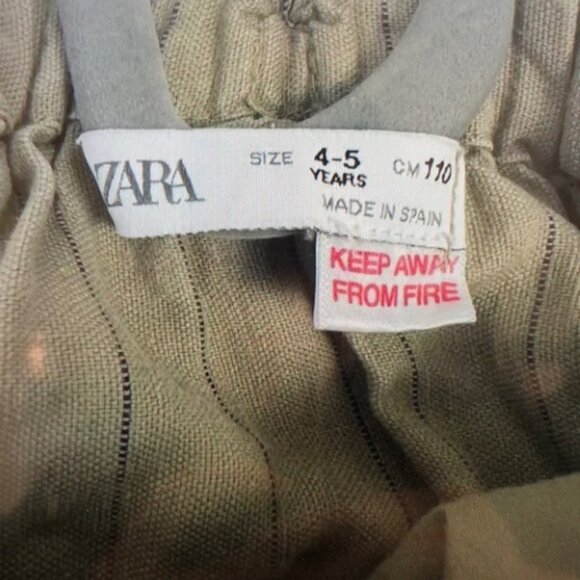 ZARA
SIZE 4-5 YEARS CM 110
MADE IN SPAIN
KEEP AWAY
FROM FIRE